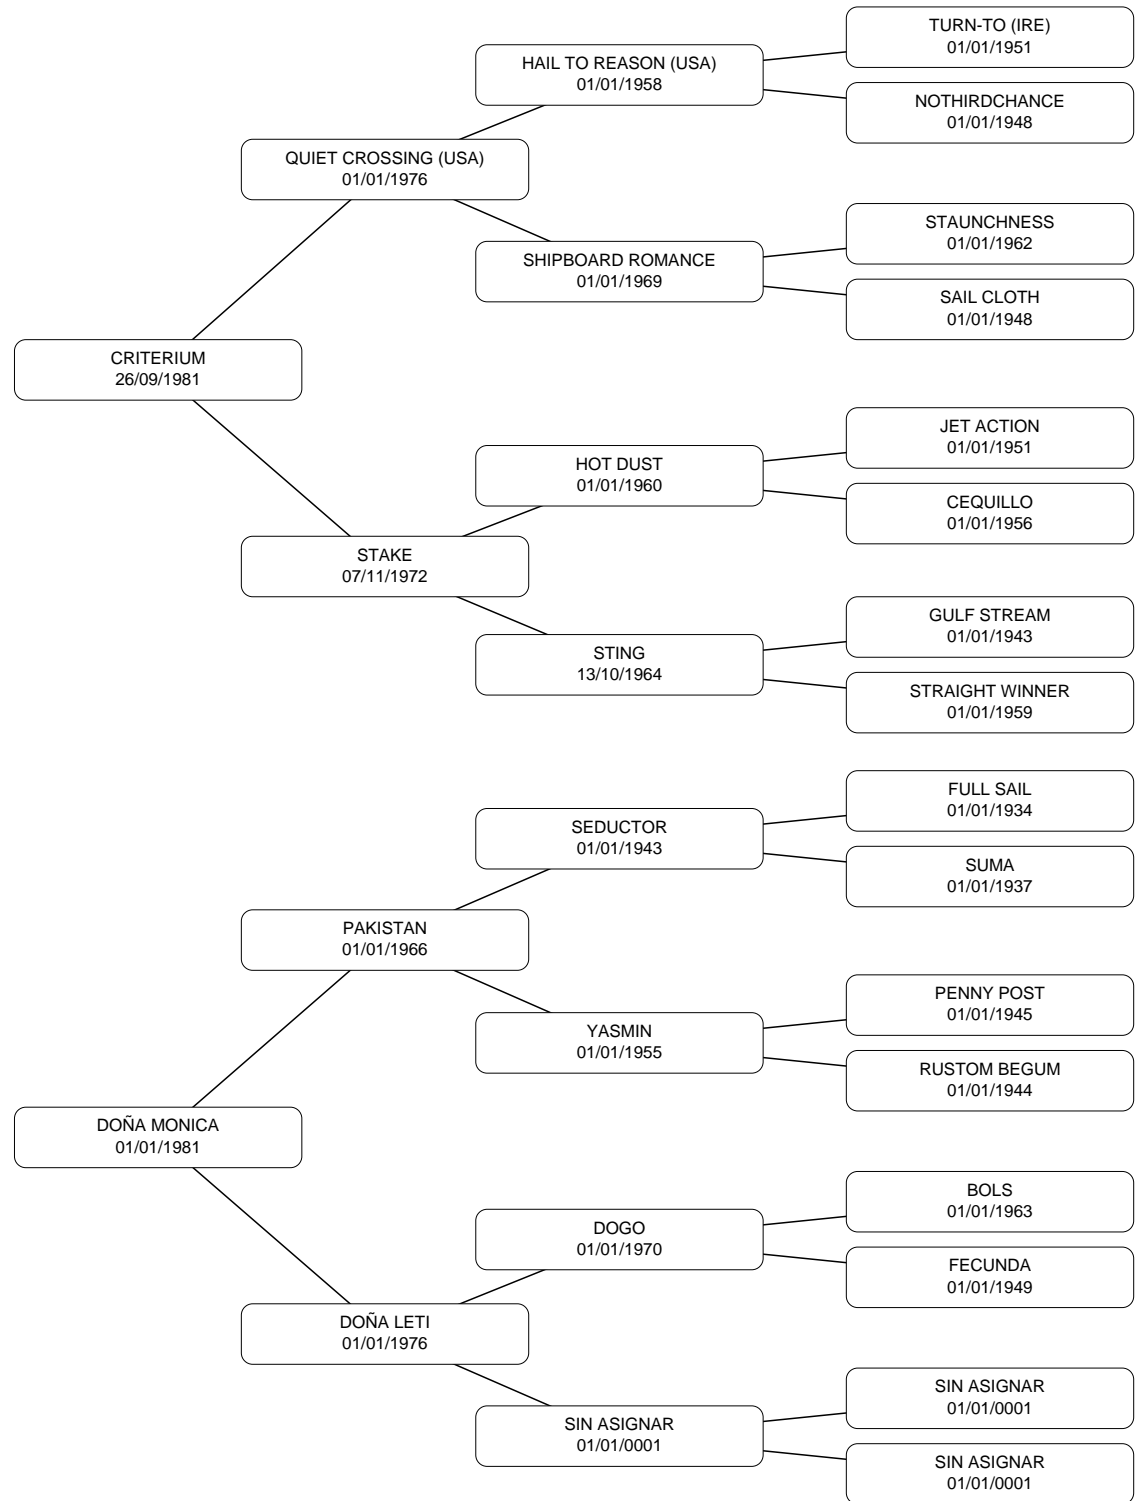 TURN-TO (IRE)
01/01/1951
HAIL TO REASON (USA)
01/01/1958
NOTHIRDCHANCE
01/01/1948
QUIET CROSSING (USA)
01/01/1976
STAUNCHNESS
01/01/1962
SHIPBOARD ROMANCE
01/01/1969
SAIL CLOTH
01/01/1948
CRITERIUM
26/09/1981
JET ACTION
01/01/1951
HOT DUST
01/01/1960
CEQUILLO
01/01/1956
STAKE
07/11/1972
GULF STREAM
01/01/1943
STING
13/10/1964
STRAIGHT WINNER
01/01/1959
FULL SAIL
01/01/1934
SEDUCTOR
01/01/1943
SUMA
01/01/1937
PAKISTAN
01/01/1966
PENNY POST
01/01/1945
YASMIN
01/01/1955
RUSTOM BEGUM
01/01/1944
DOÑA MONICA
01/01/1981
BOLS
01/01/1963
DOGO
01/01/1970
FECUNDA
01/01/1949
DOÑA LETI
01/01/1976
SIN ASIGNAR
01/01/0001
SIN ASIGNAR
01/01/0001
SIN ASIGNAR
01/01/0001